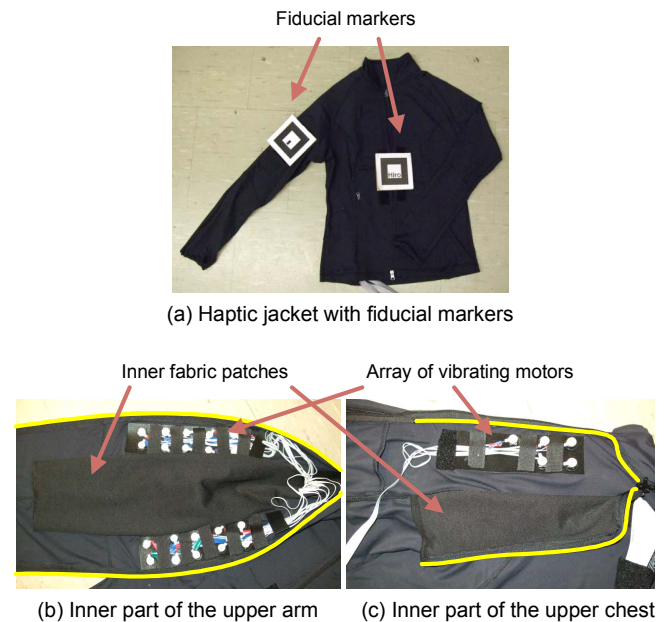 Fiducial markers
Hiro
(a) Haptic jacket with fiducial markers
Inner fabric patches
Array of vibrating motors
(b) Inner part of the upper arm
(c) Inner part of the upper chest